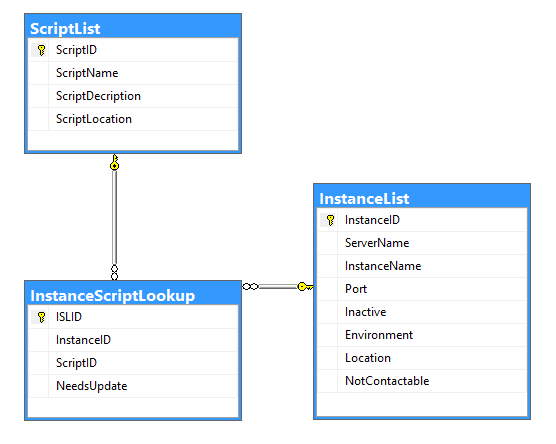 ScriptList
ScriptID
ScriptName
ScriptDecription
ScriptLocation
InstanceList
InstanceID
ServerName
InstanceName
Port
Inactive
Environment
Location
NotContactable
InstanceScriptLookup
ISLID
InstanceID
ScriptID
NeedsUpdate